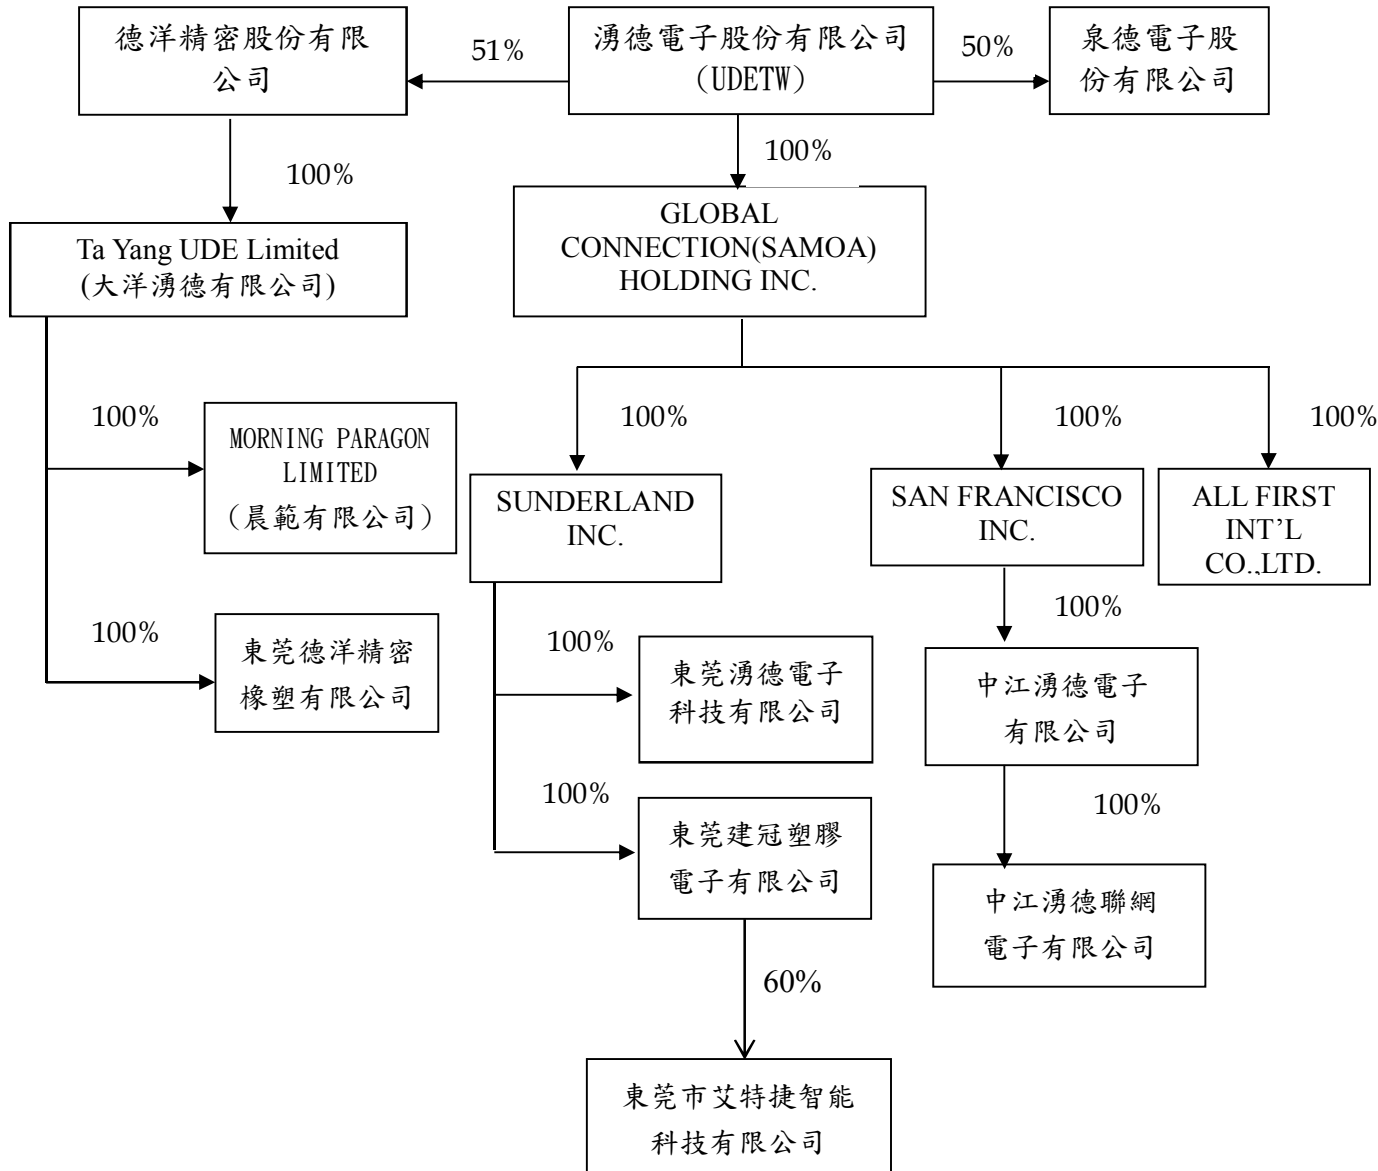 德洋精密股份有限
公司
51%
湧德電子股份有限公司
(UDETW)
50%
泉德電子股
份有限公司
100%
100%
Ta Yang UDE Limited
(大洋湧德有限公司)
GLOBAL
CONNECTION(SAMOA)
HOLDING INC.
100%
MORNING PARAGON
LIMITED
(晨範有限公司)
100%
SUNDERLAND
INC.
100%
SAN FRANCISCO
INC.
100%
ALL FIRST
INT'L
CO.,LTD.
100%
東莞德洋精密
橡塑有限公司
100%
東莞湧德電子
科技有限公司
100%
中江湧德電子
有限公司
100%
東莞建冠塑膠
電子有限公司
100%
中江湧德聯網
電子有限公司
60%
東莞市艾特捷智能
科技有限公司